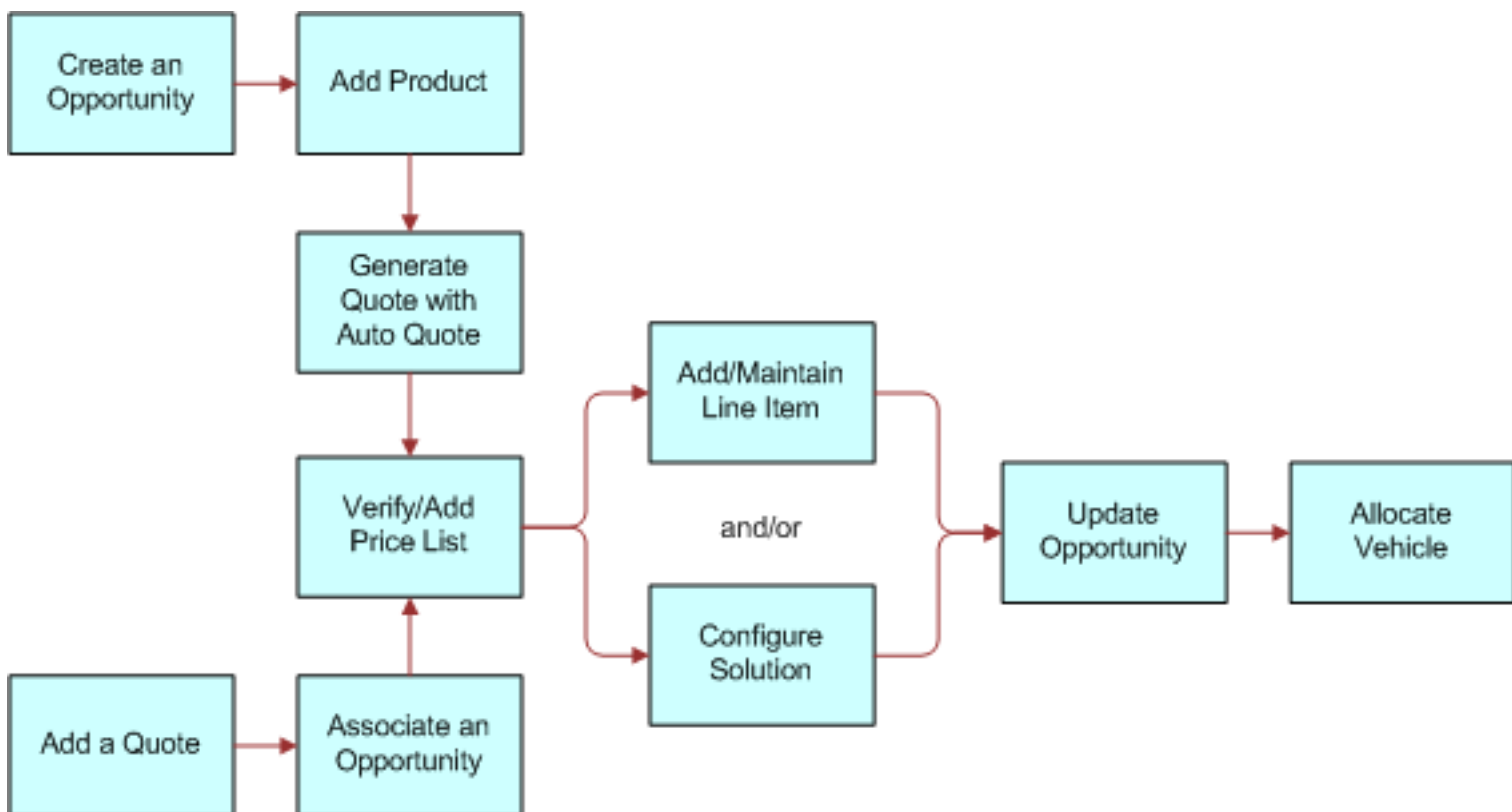 Create an
Opportunity
Add Product
Generate
Quote with
Auto Quote
Add/Maintain
Line Item
Verify/Add
Price List
and/or
Update
Opportunity
Allocate
Vehicle
Configure
Solution
Add a Quote
Associate an
Opportunity